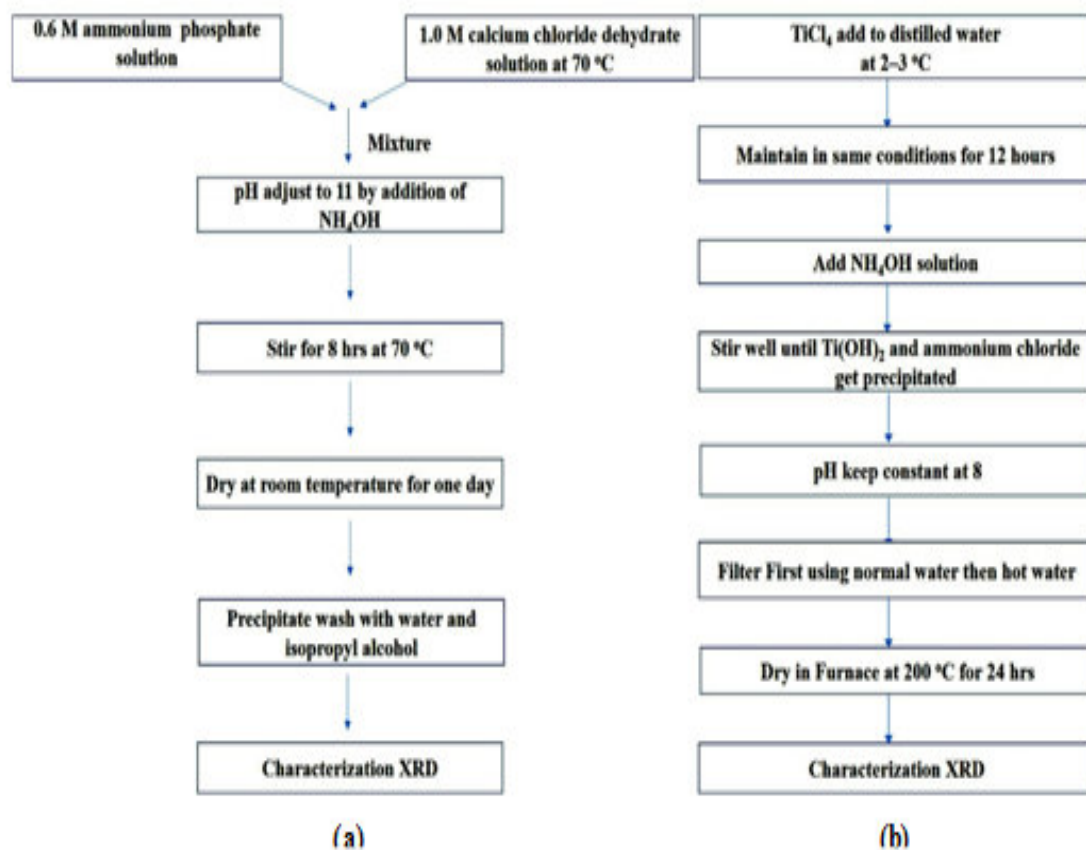 0.6 M ammonium phosphate
solution
1.0 M calcium chloride dehydrate
solution at 70 °C
Mixture
pH adjust to 11 by addition of
NH₄OH
Stir for 8 hrs at 70 °C
Dry at room temperature for one day
Precipitate wash with water and
isopropyl alcohol
Characterization XRD
(a)
TiCl₄ add to distilled water
at 2–3 °C
Maintain in same conditions for 12 hours
Add NH₄OH solution
Stir well until Ti(OH)₂ and ammonium chloride
get precipitated
pH keep constant at 8
Filter First using normal water then hot water
Dry in Furnace at 200 °C for 24 hrs
Characterization XRD
(b)